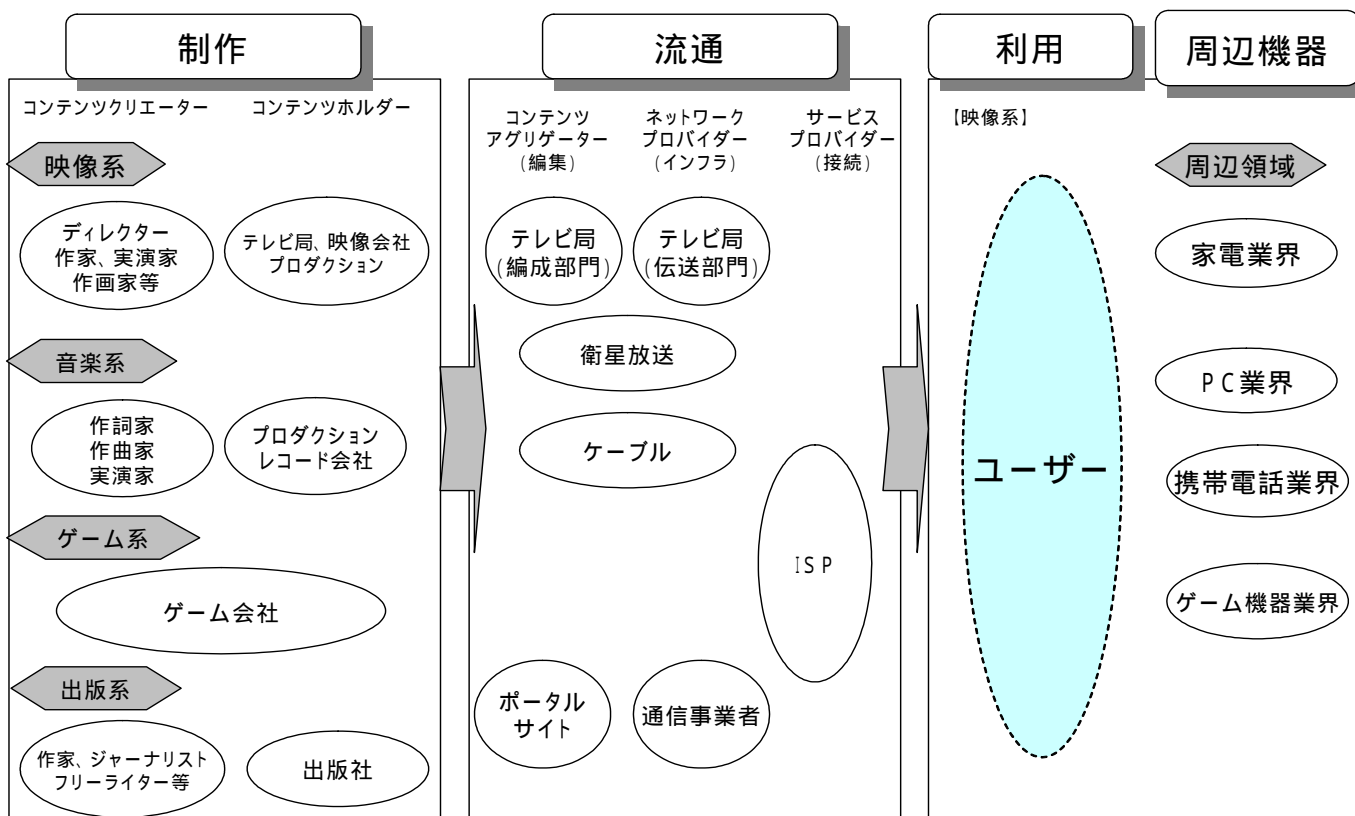 制作
流通
利用
周辺機器
コンテンツクリエーター
コンテンツホルダー
映像系
ディレクター
作家、実演家
作画家等
テレビ局、映像会社
プロダクション
音楽系
作詞家
作曲家
実演家
プロダクション
レコード会社
ゲーム系
ゲーム会社
出版系
作家、ジャーナリスト
フリーライター等
出版社
コンテンツ
アグリゲーター
(編集)
ネットワーク
プロバイダー
(インフラ)
サービス
プロバイダー
(接続)
テレビ局
(編成部門)
テレビ局
(伝送部門)
衛星放送
ケーブル
ISP
ポータル
サイト
通信事業者
【映像系】
ユーザー
周辺領域
家電業界
PC業界
携帯電話業界
ゲーム機器業界